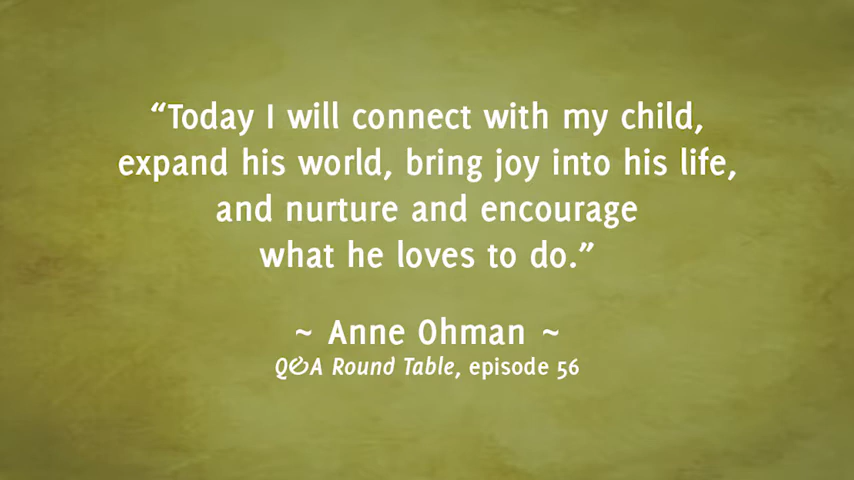 “Today I will connect with my child,
expand his world, bring joy into his life,
and nurture and encourage
what he loves to do.”
~ Anne Ohman ~
Q&A Round Table, episode 56